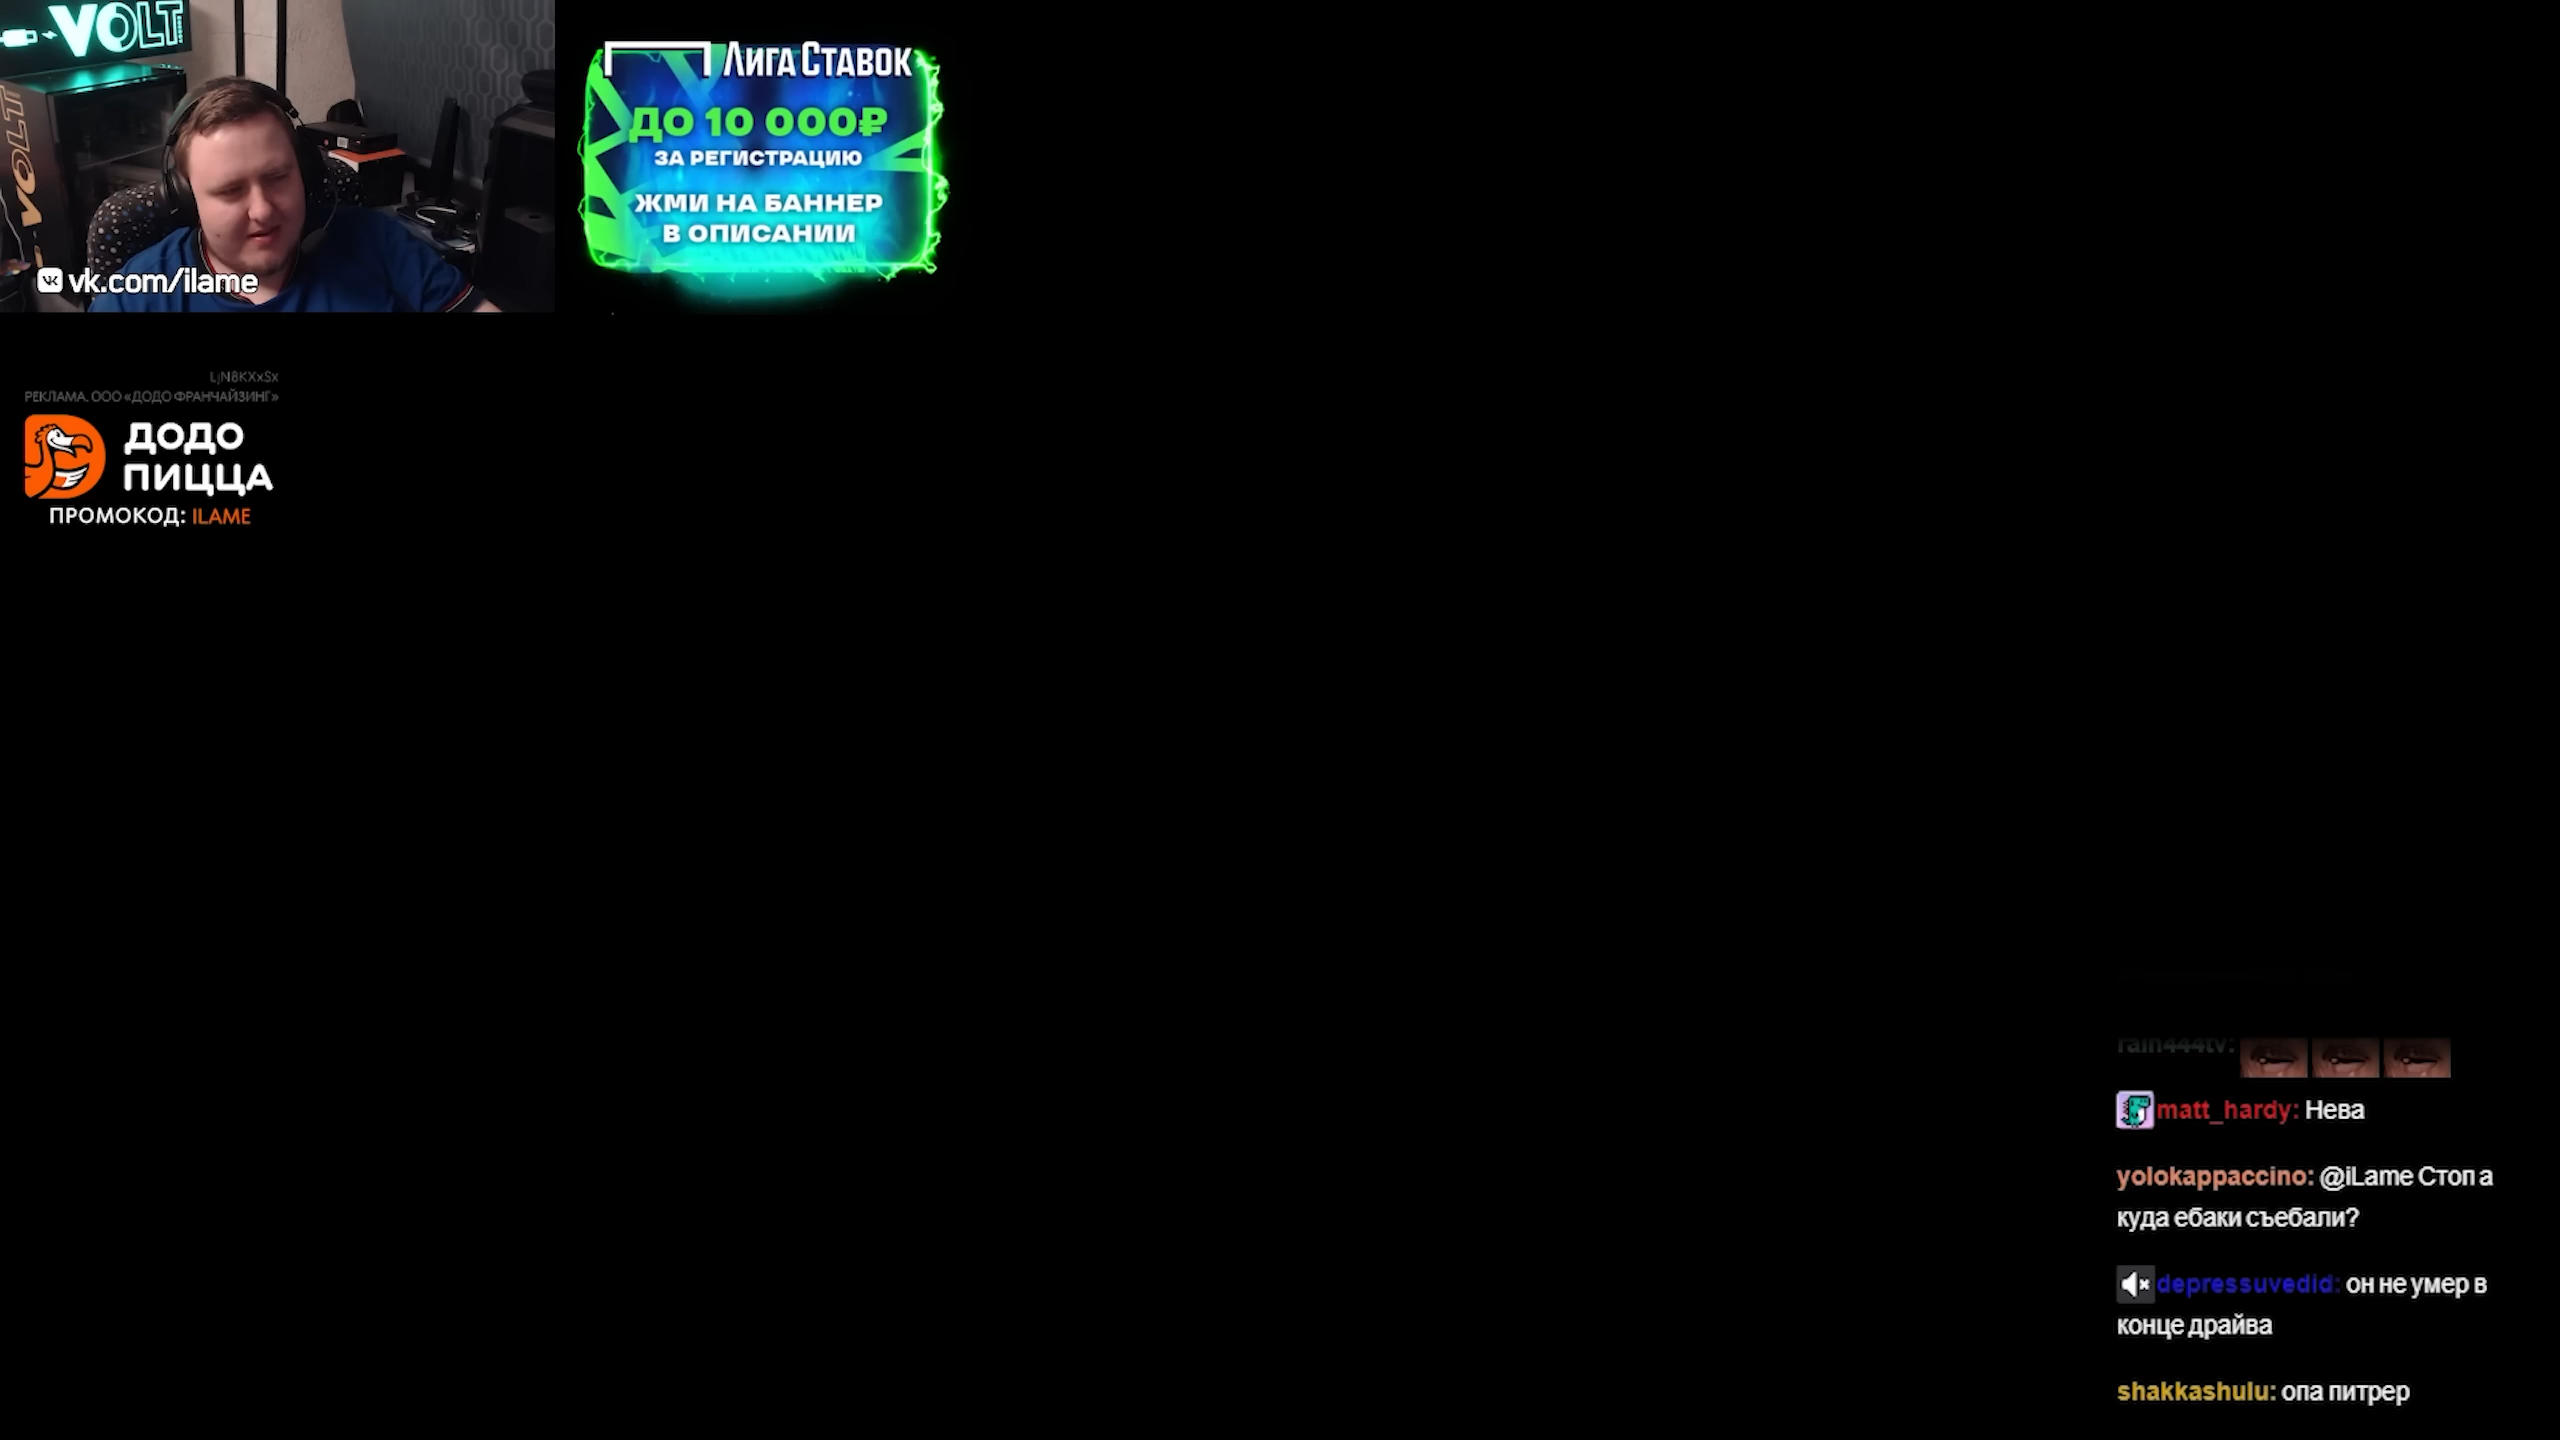 VOLT
VOLT
vk.com/ilame
ЛИГА СТАВОК
ДО 10 000₽
ЗА РЕГИСТРАЦИЮ
ЖМИ НА БАННЕР
В ОПИСАНИИ
LjN8KXxSx
РЕКЛАМА. ООО «ДОДО ФРАНЧАЙЗИНГ»
ДОДО
ПИЦЦА
ПРОМОКОД: ILAME
rain444tv:
matt_hardy: Нева
yolokappaccino: @iLame Стоп а
куда ебаки съебали?
depressuvedid: он не умер в
конце драйва
shakkashulu: опа питрер